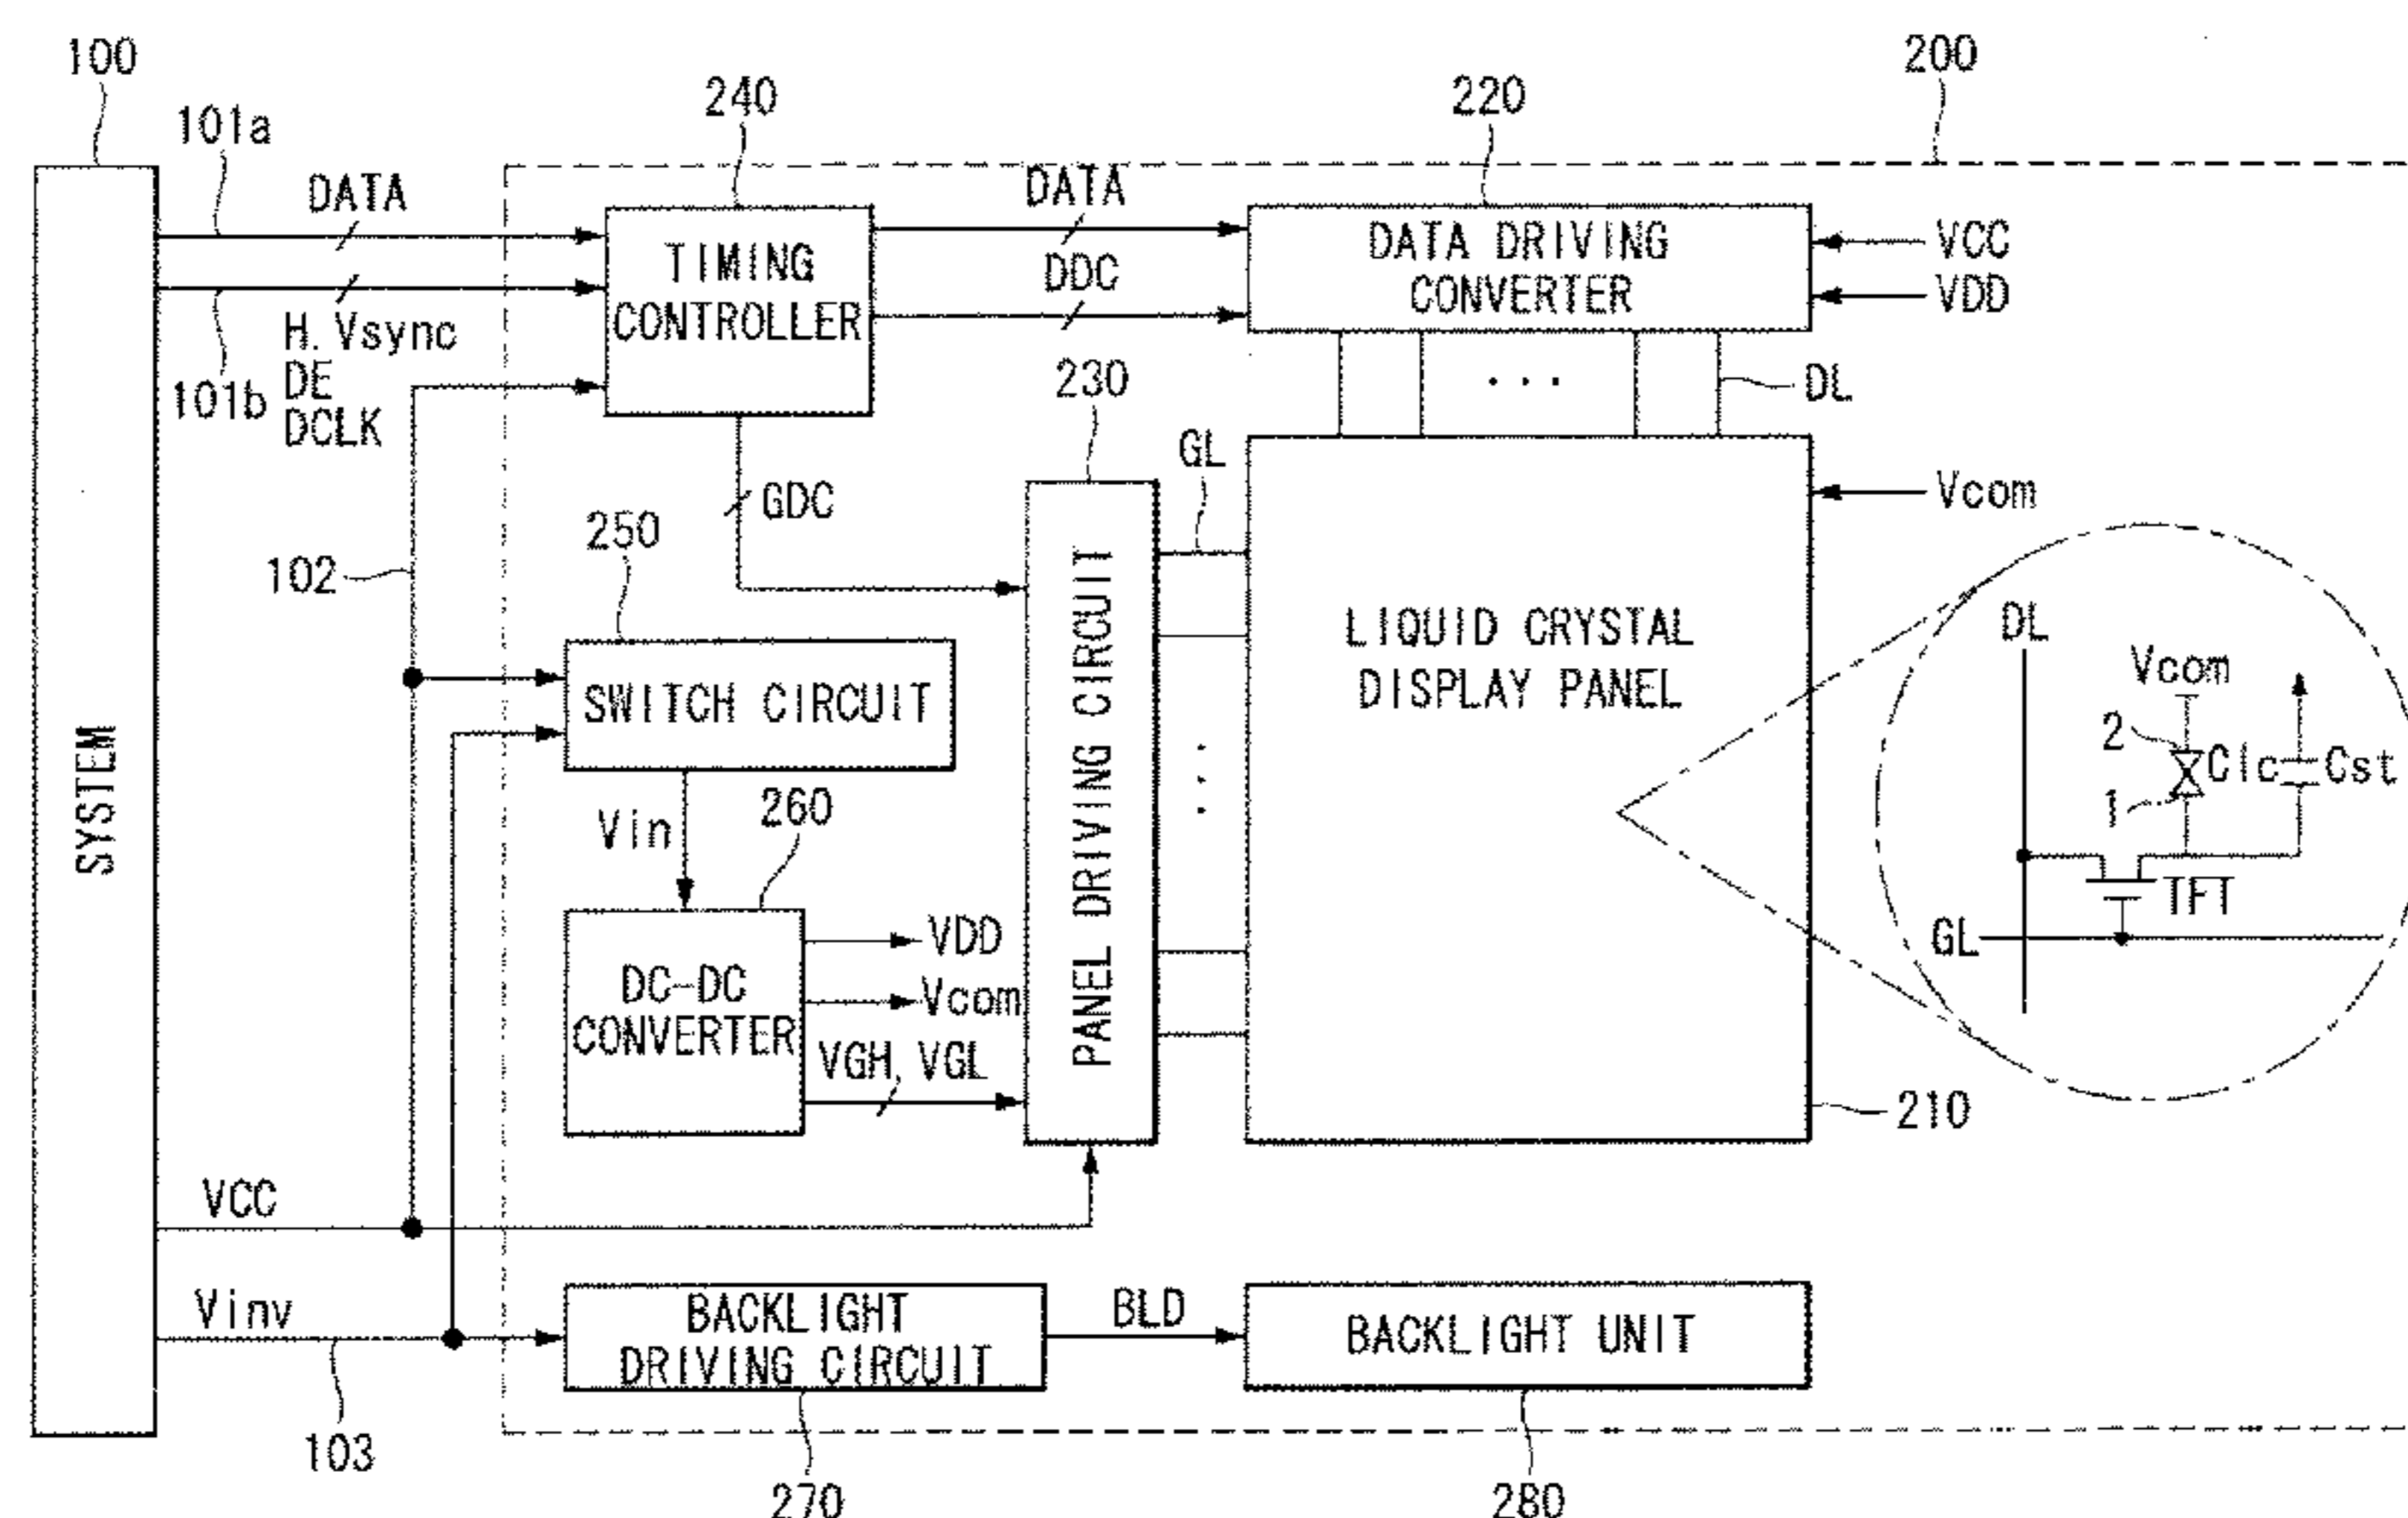 100
200
240
220
101a
DATA
DATA
TIMING
CONTROLLER
DDC
DATA DRIVING
CONVERTER
VCC
VDD
H. Vsync
DE
DCLK
101b
230
DL
GL
GDC
Vcom
250
102
SWITCH CIRCUIT
SYSTEM
PANEL DRIVING CIRCUIT
LIQUID CRYSTAL
DISPLAY PANEL
DL
Vcom
2
Clc
Cst
1
TFT
GL
Vin
260
DC-DC
CONVERTER
VDD
Vcom
VGH, VGL
210
VCC
Vinv
BACKLIGHT
DRIVING CIRCUIT
BLD
BACKLIGHT UNIT
103
270
280